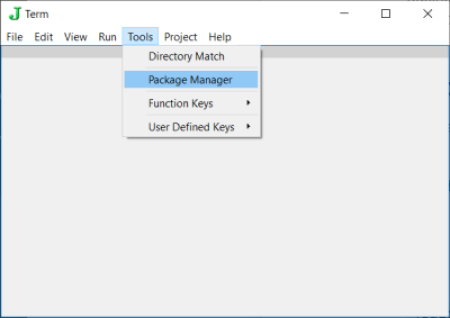 J Term
File Edit View Run Tools Project Help
Directory Match
Package Manager
Function Keys
User Defined Keys